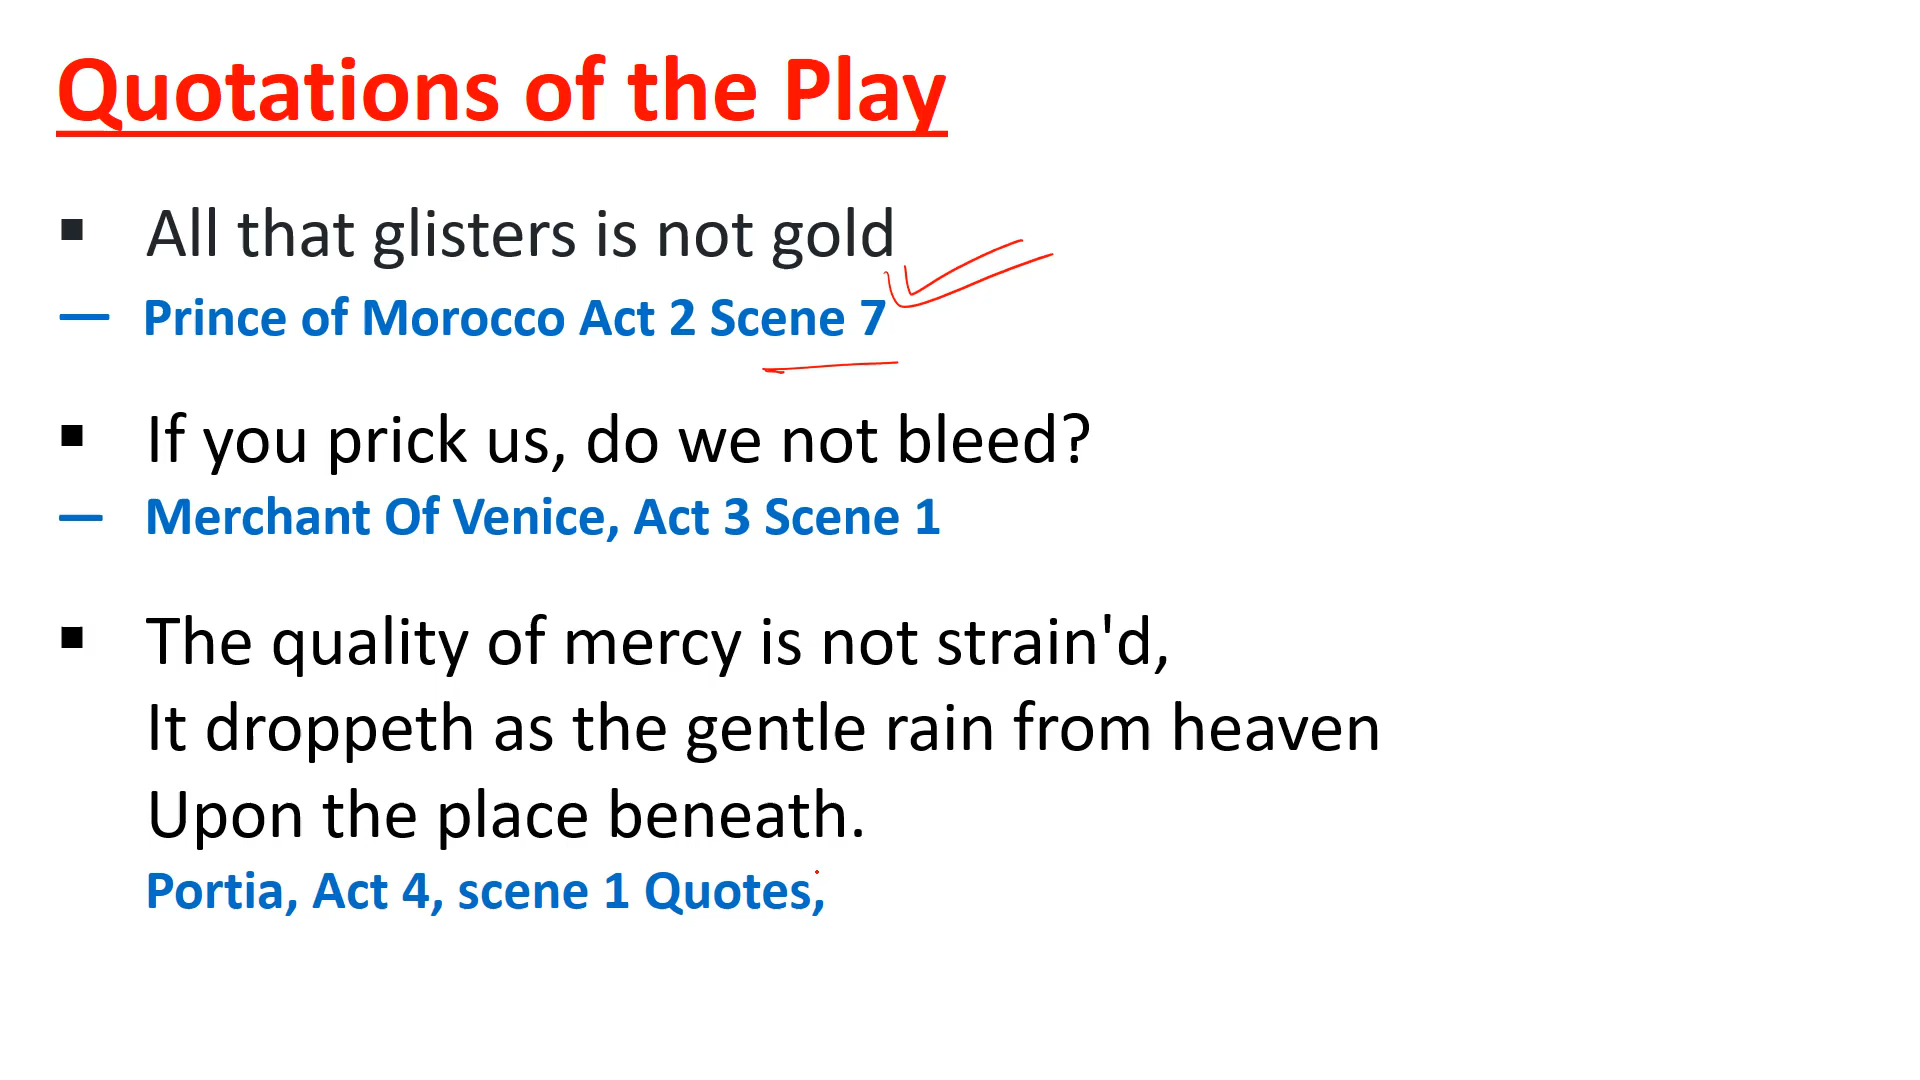 Quotations of the Play
▪ All that glisters is not gold
— Prince of Morocco Act 2 Scene 7
▪ If you prick us, do we not bleed?
— Merchant Of Venice, Act 3 Scene 1
▪ The quality of mercy is not strain'd,
It droppeth as the gentle rain from heaven
Upon the place beneath.
Portia, Act 4, scene 1 Quotes,